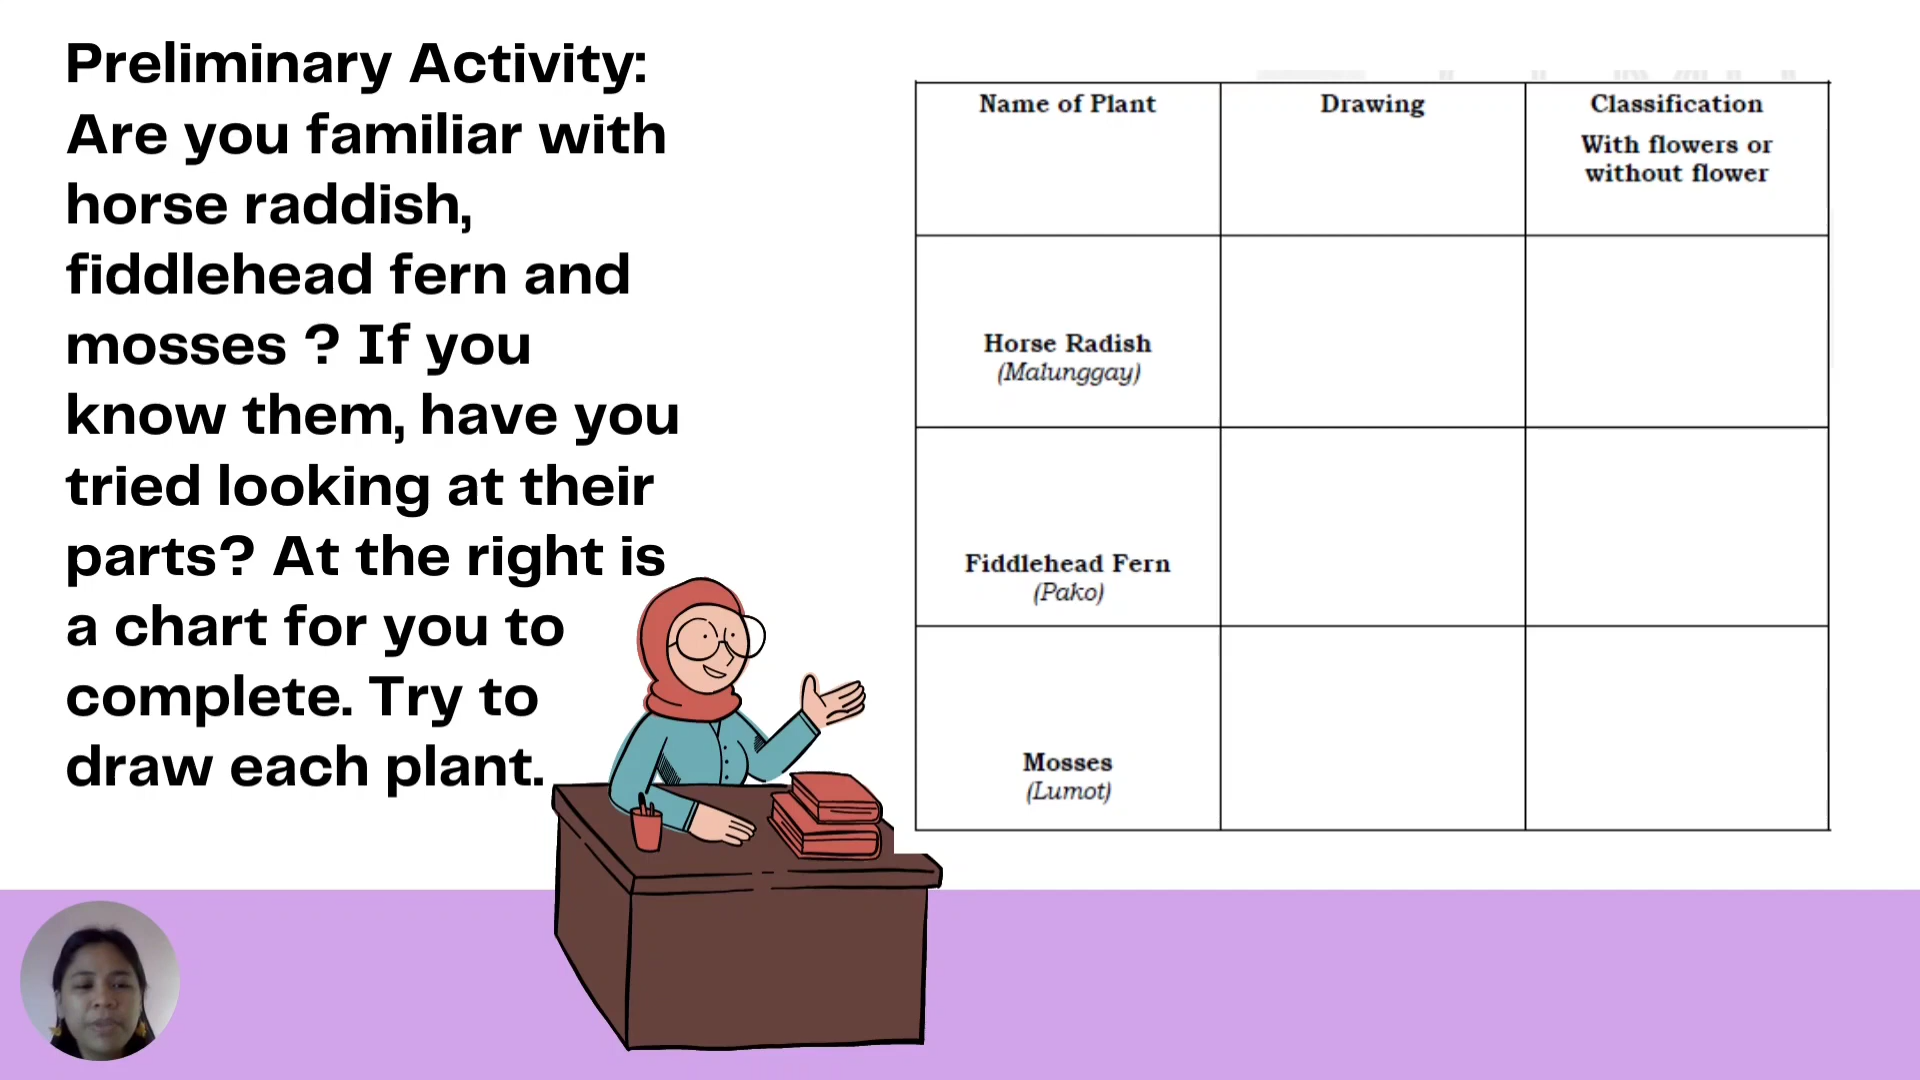 Preliminary Activity:
Are you familiar with
horse raddish,
fiddlehead fern and
mosses ? If you
know them, have you
tried looking at their
parts? At the right is
a chart for you to
complete. Try to
draw each plant.
Name of Plant
Drawing
Classification
With flowers or
without flower
Horse Radish
(Malunggay)
Fiddlehead Fern
(Pako)
Mosses
(Lumot)